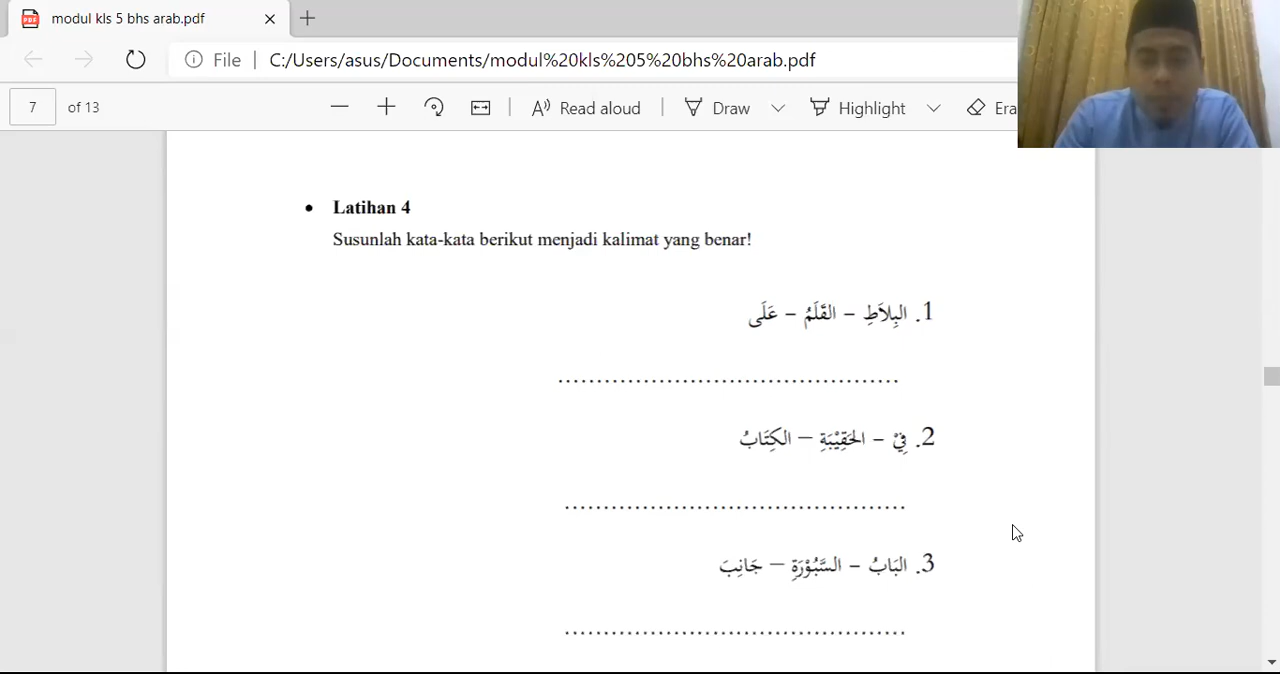 modul kls 5 bhs arab.pdf
File
C:/Users/asus/Documents/modul%20kls%205%20bhs%20arab.pdf
7 of 13
Read aloud
Draw
Highlight
Era
• Latihan 4
Susunlah kata-kata berikut menjadi kalimat yang benar!
1. البِلاَطِ – القَلَمُ – عَلَى
............................................
2. فِيْ – الحَقِيْبَةِ – الكِتَابُ
............................................
3. البَابُ – السَّبُوْرَةِ – جَانِبَ
............................................